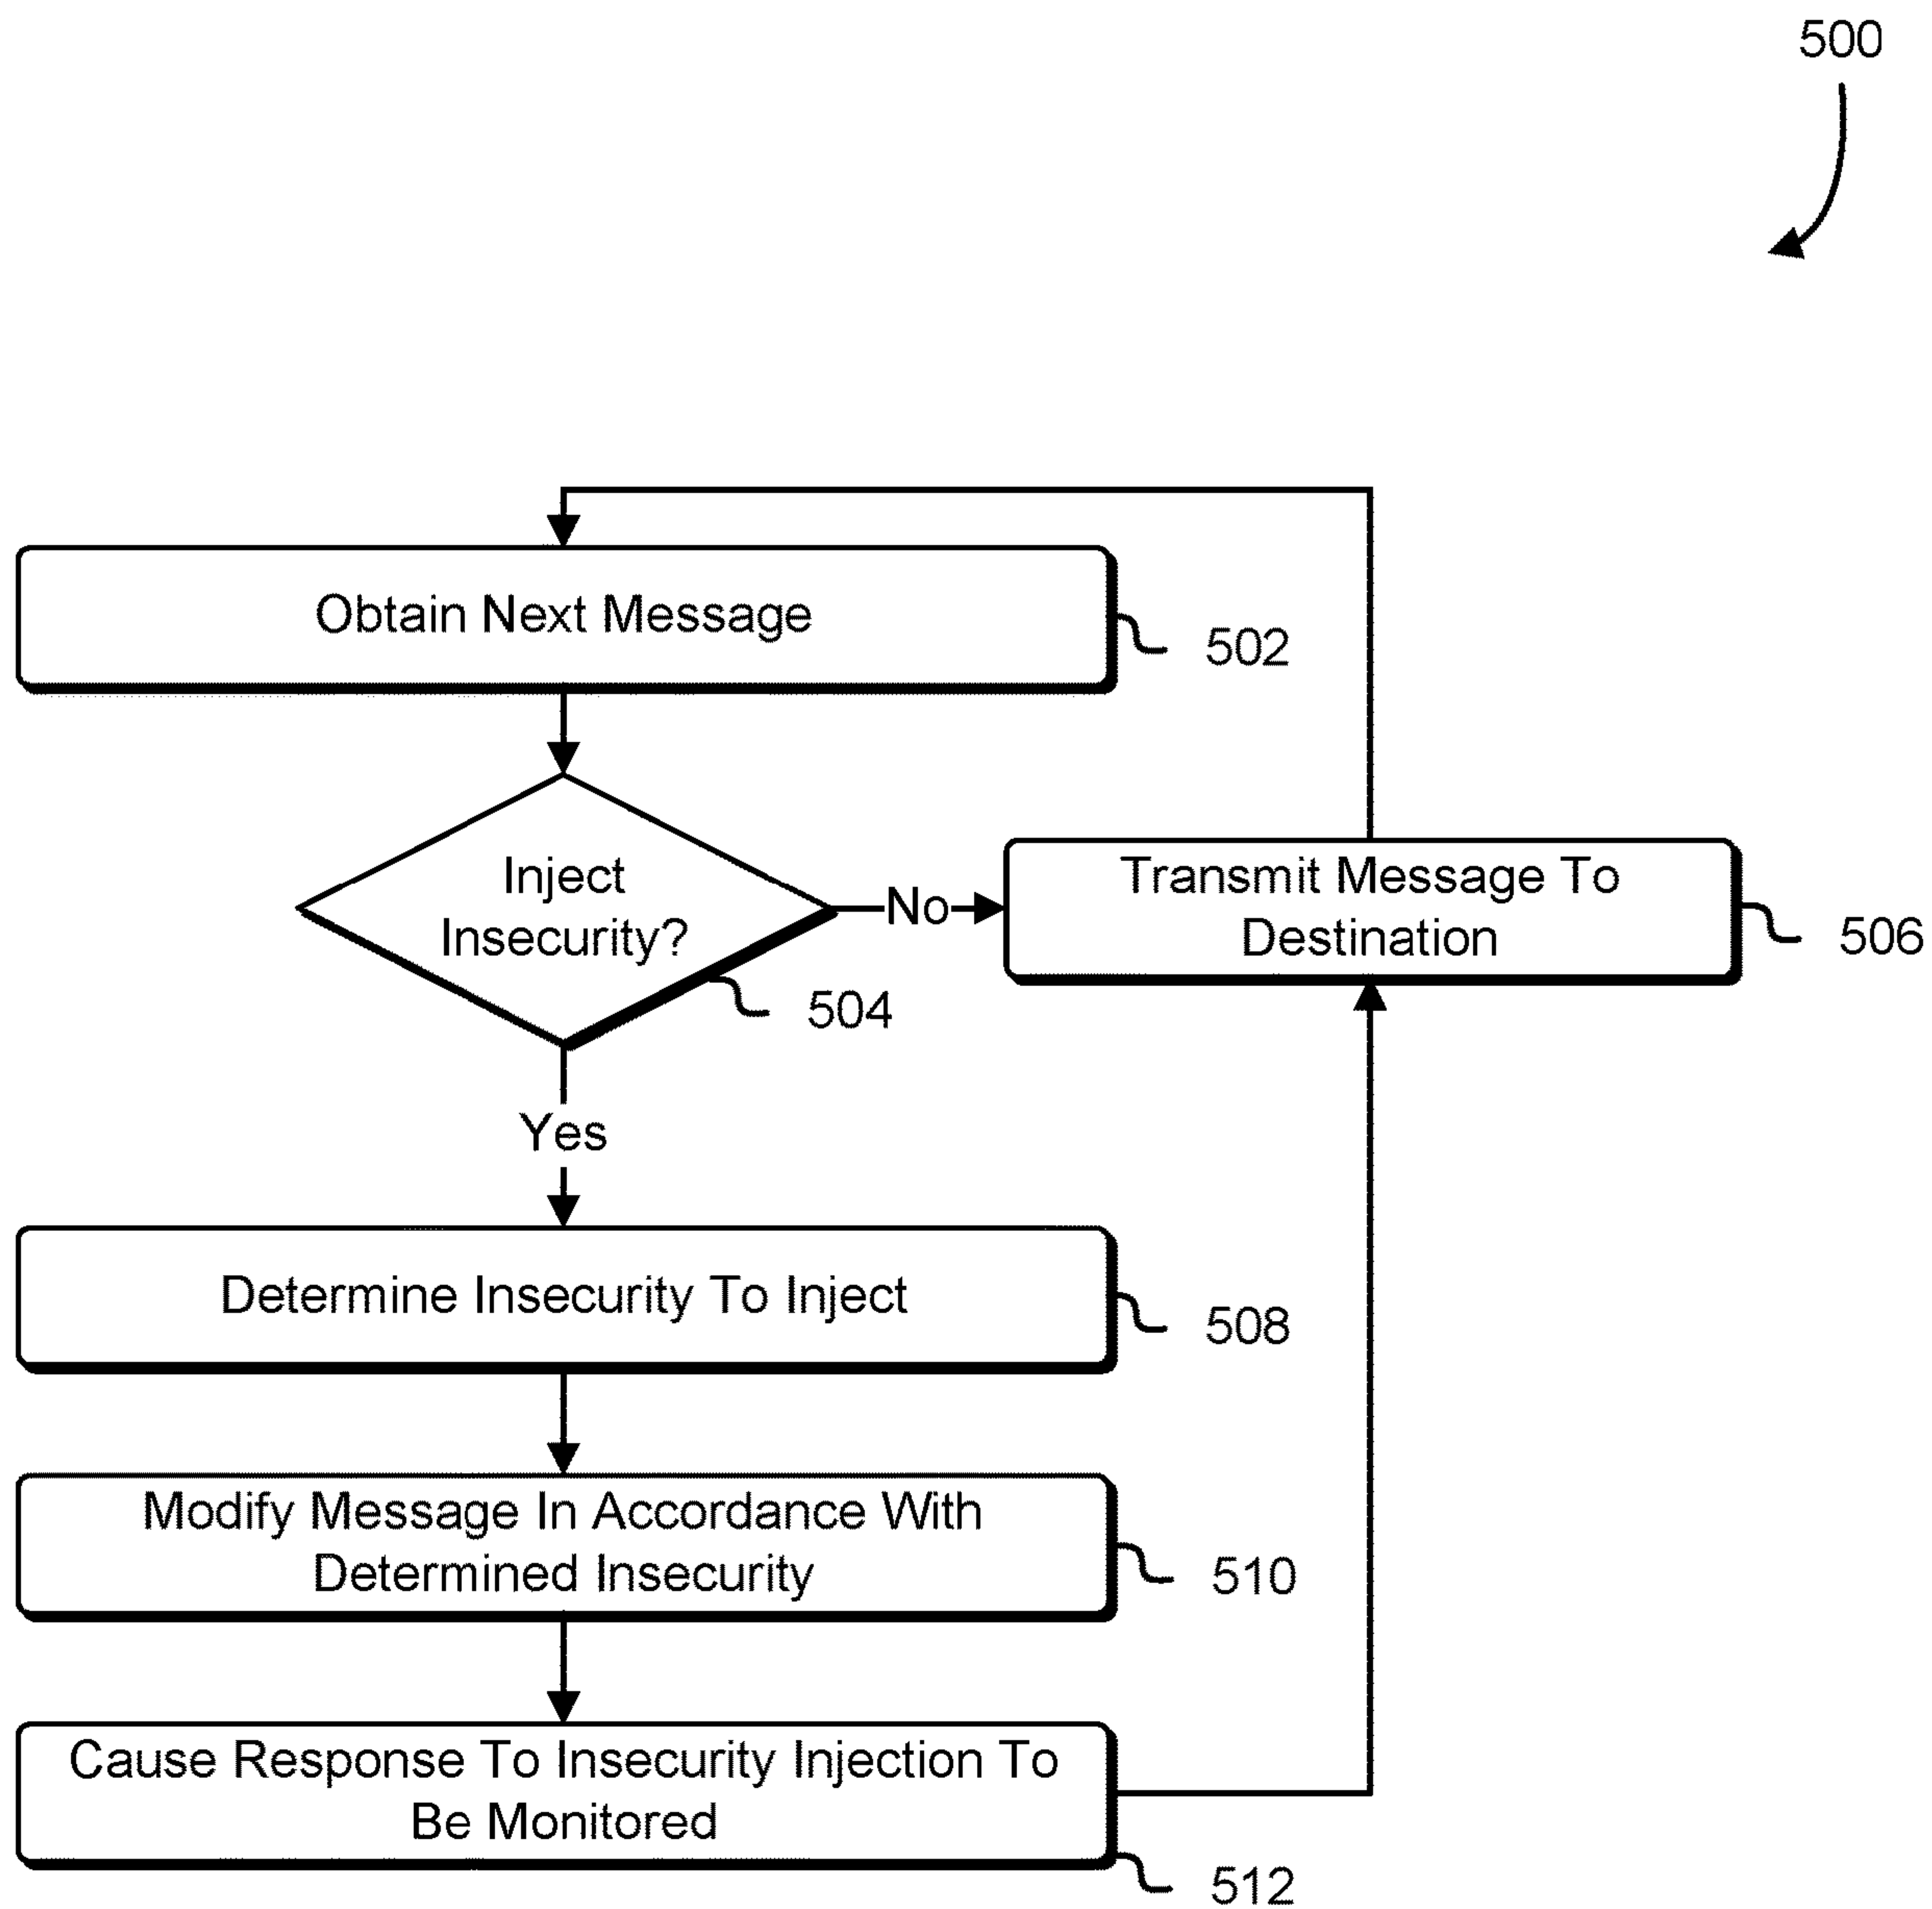 500
Obtain Next Message
502
Inject
Insecurity?
504
No
Transmit Message To
Destination
506
Yes
Determine Insecurity To Inject
508
Modify Message In Accordance With
Determined Insecurity
510
Cause Response To Insecurity Injection To
Be Monitored
512